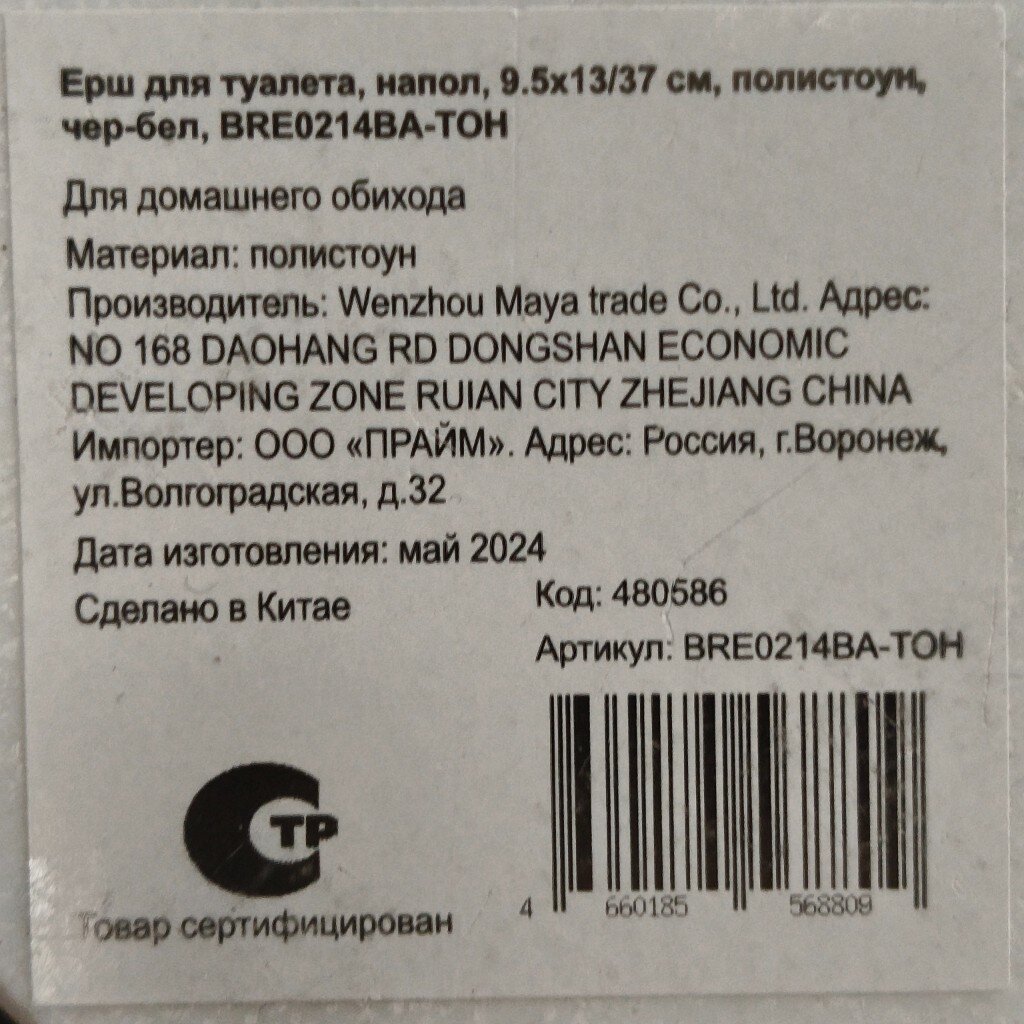 Ерш для туалета, напол, 9.5х13/37 см, полистоун,
чер-бел, BRE0214BA-TOH
Для домашнего обихода
Материал: полистоун
Производитель: Wenzhou Maya trade Co., Ltd. Адрес:
NO 168 DAOHANG RD DONGSHAN ECONOMIC
DEVELOPING ZONE RUIAN CITY ZHEJIANG CHINA
Импортер: ООО «ПРАЙМ». Адрес: Россия, г.Воронеж,
ул.Волгоградская, д.32
Дата изготовления: май 2024
Сделано в Китае
Код: 480586
Артикул: BRE0214BA-TOH
ТР
Товар сертифицирован
4 660185 568809